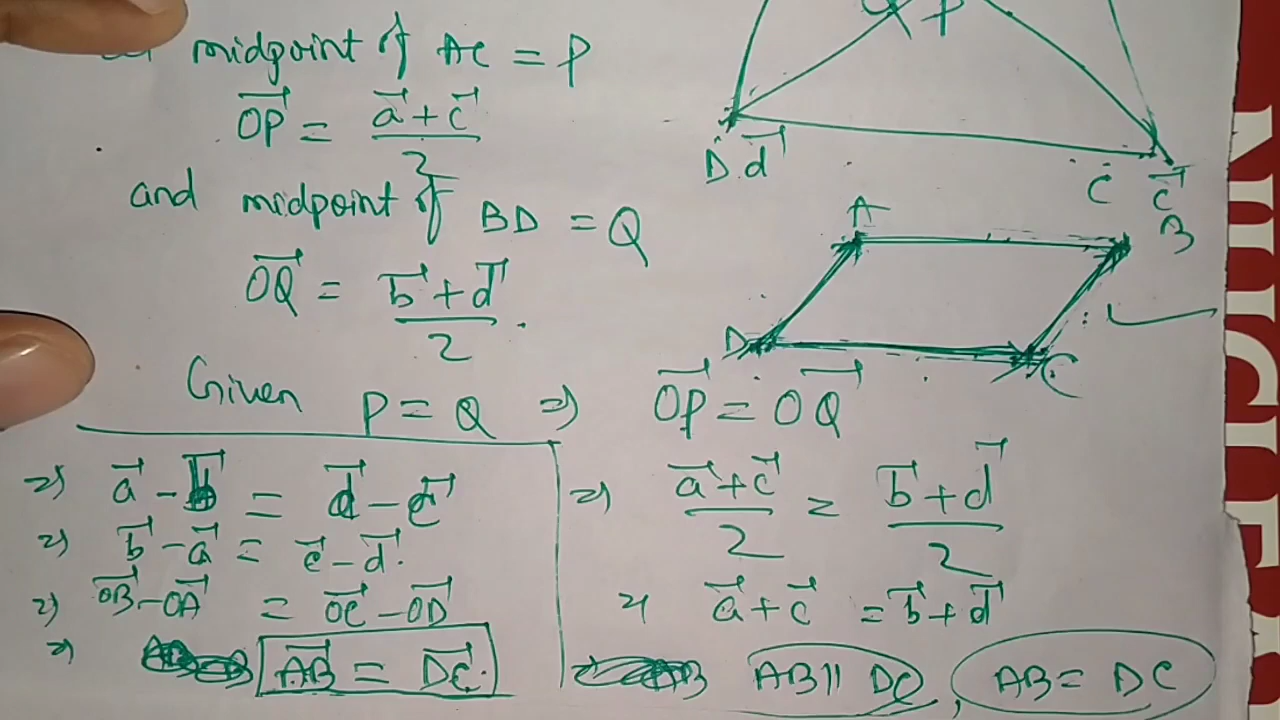 midpoint of AC = P
OP⃗ = (a⃗ + c⃗)/2
and midpoint of BD = Q
OQ⃗ = (b⃗ + d⃗)/2.
Given P = Q ⇒ OP⃗ = OQ⃗
⇒ (a⃗ + c⃗)/2 = (b⃗ + d⃗)/2
⇒ a⃗ + c⃗ = b⃗ + d⃗
⇒ a⃗ - b⃗ = d⃗ - c⃗
⇒ b⃗ - a⃗ = c⃗ - d⃗.
⇒ OB⃗ - OA⃗ = OC⃗ - OD⃗
⇒ AB⃗ = DC⃗.
AB || DC, AB = DC
Q P
D d⃗
C c⃗
A
B
D
C